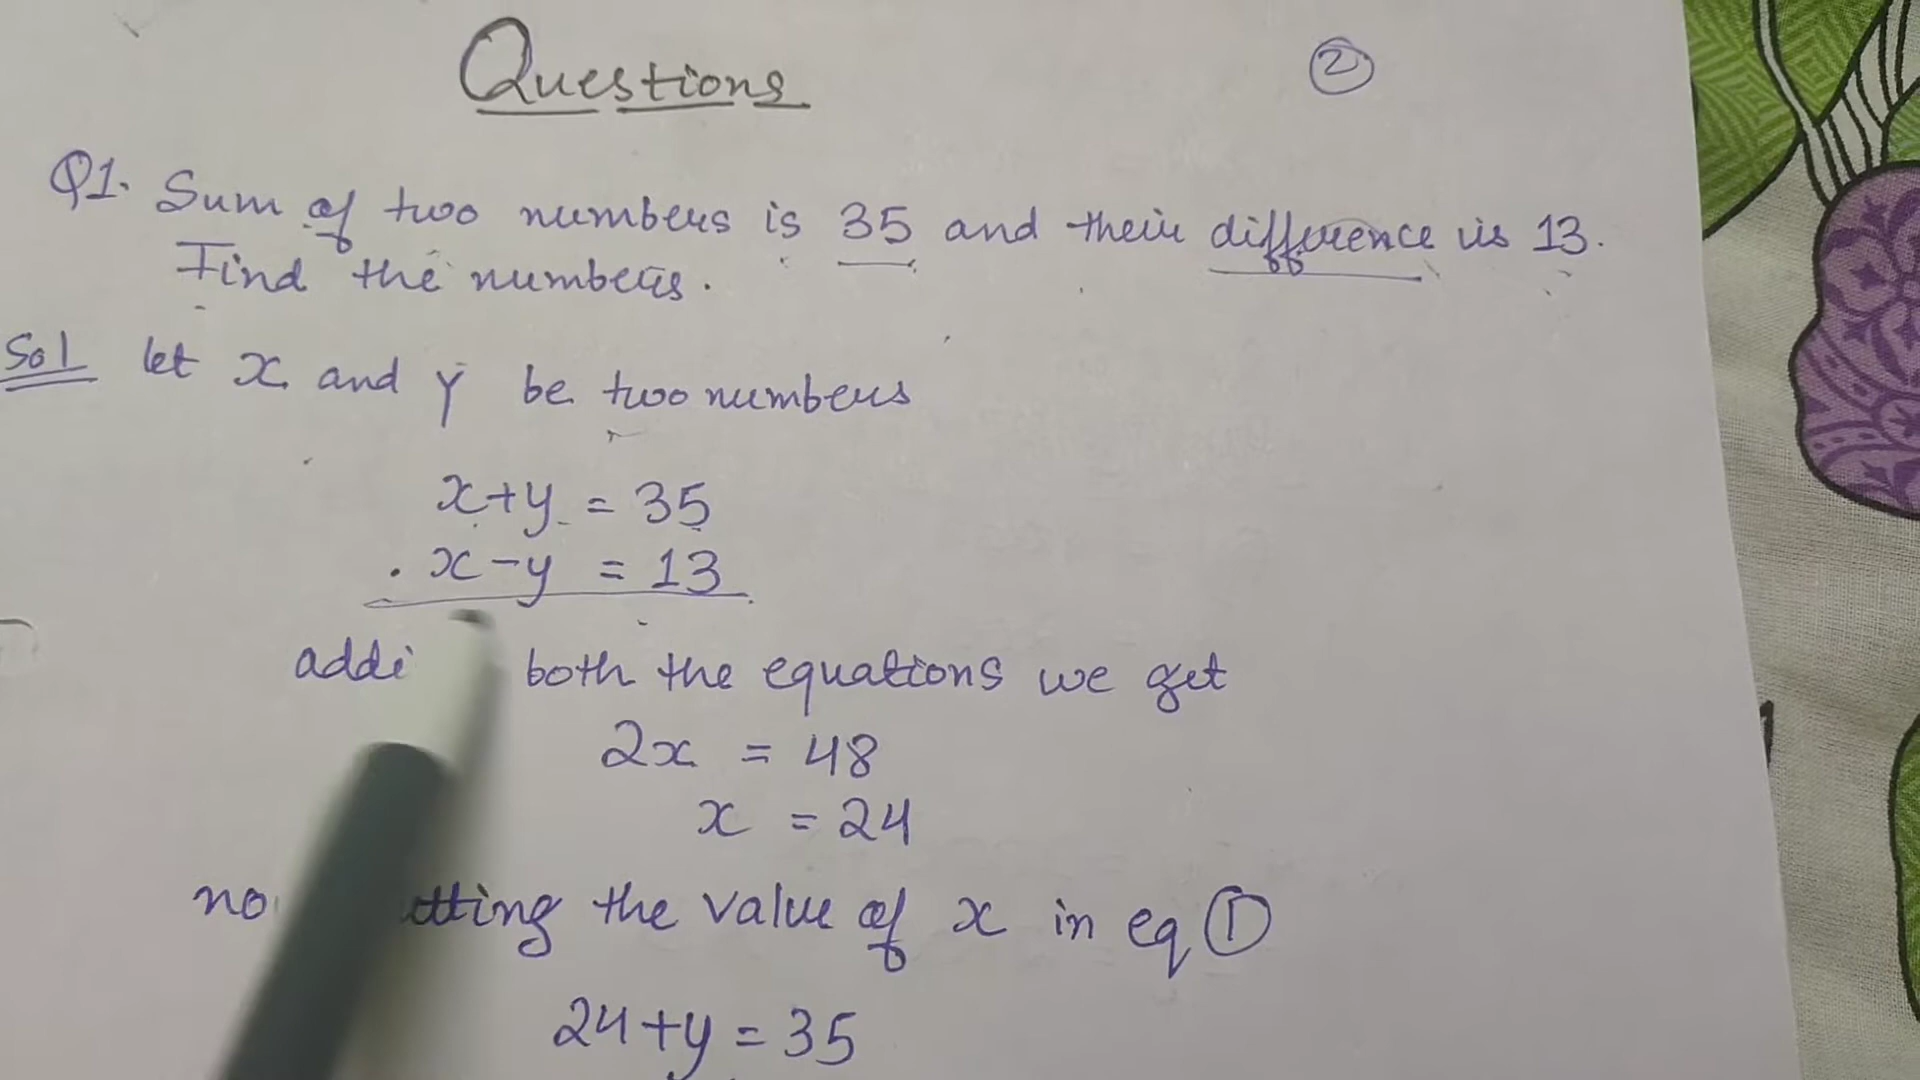 Questions
②
Q1. Sum of two numbers is 35 and their difference is 13.
Find the numbers.
Sol let x and y be two numbers
x+y = 35
x-y = 13
both the equations we get
2x = 48
x = 24
the value of x in eq ①
24+y = 35